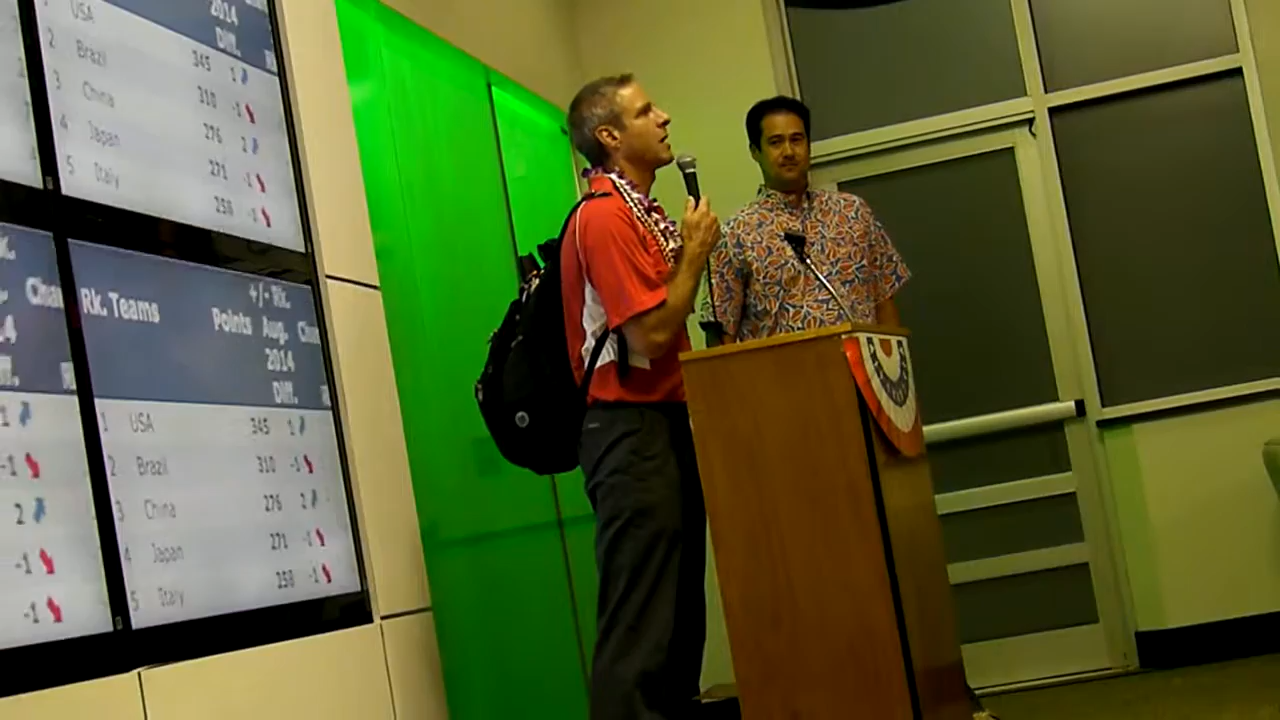 USA
2014
Diff.
2 Brazil 345 1
3 China 310 -1
4 Japan 276 2
5 Italy 271 -1
258 -1
Rk. Teams Points +/- Rk. Aug. 2014 Diff.
1 USA 345 1
2 Brazil 310 -1
3 China 276 2
4 Japan 271 -1
5 Italy 258 -1
1
-1
2
-1
-1